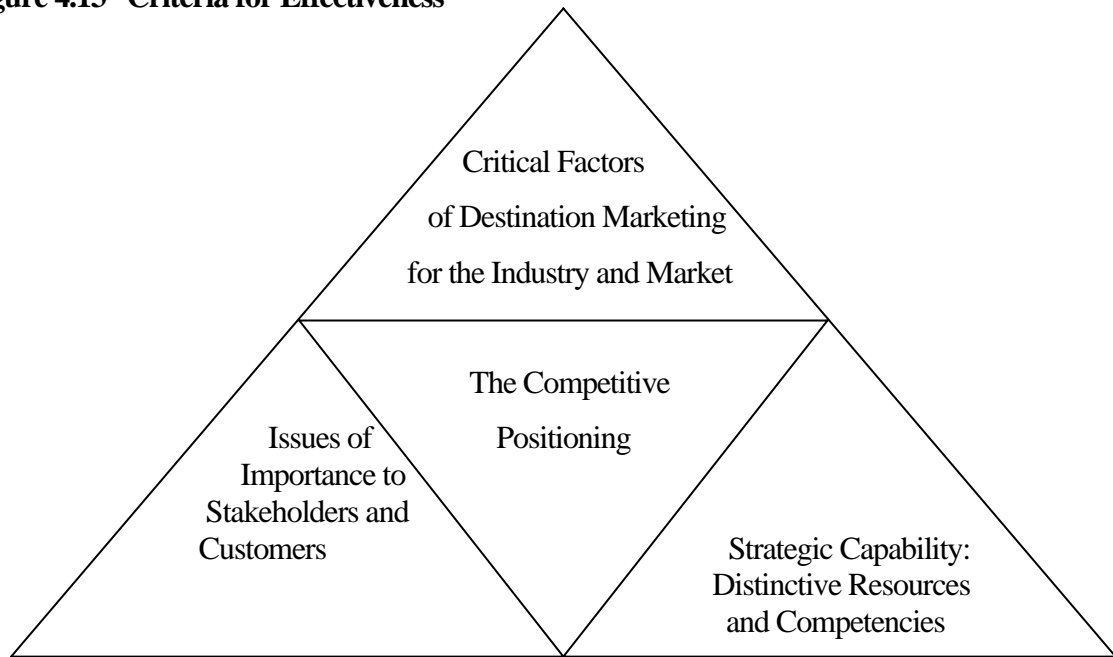 Figure 4.15 Criteria for Effectiveness
Critical Factors
of Destination Marketing
for the Industry and Market
The Competitive
Positioning
Issues of
Importance to
Stakeholders and
Customers
Strategic Capability:
Distinctive Resources
and Competencies